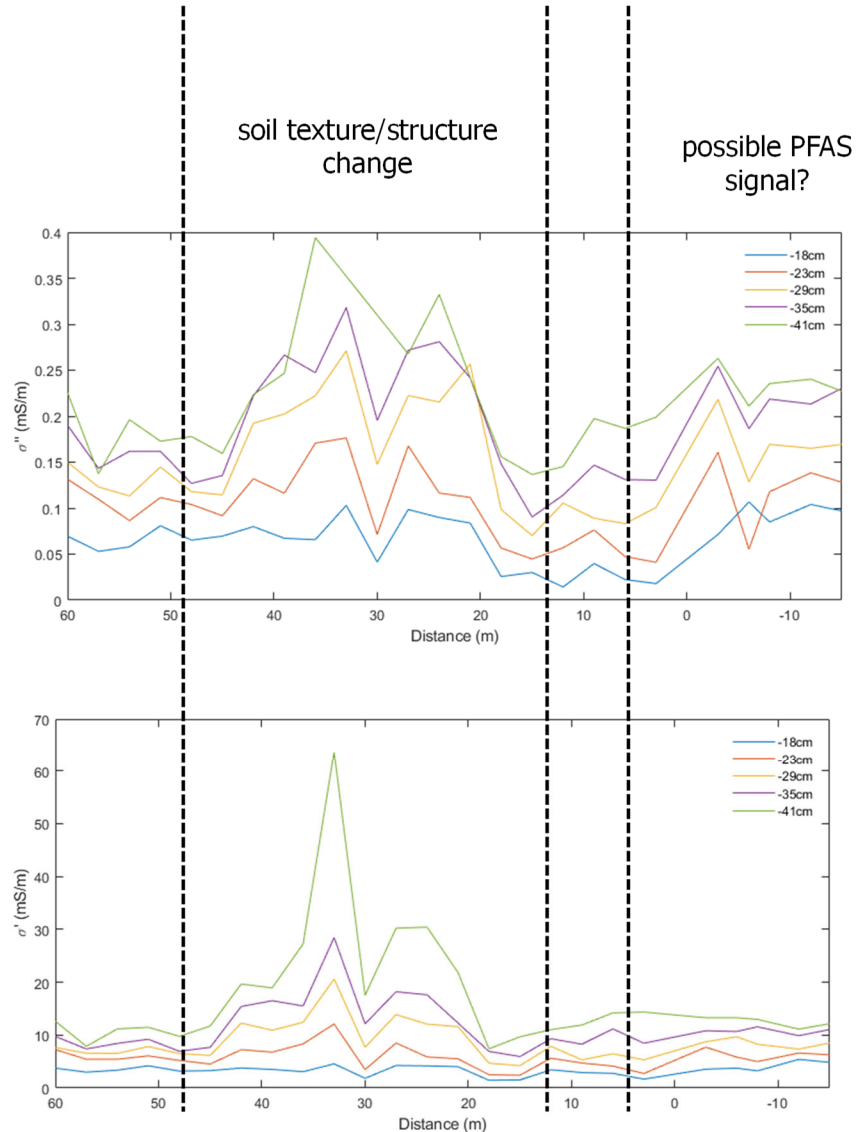 soil texture/structure
change
possible PFAS
signal?
0.4
0.35
0.3
0.25
0.2
0.15
0.1
0.05
0
σ'' (mS/m)
-18cm
-23cm
-29cm
-35cm
-41cm
60 50 40 30 20 10 0 -10
Distance (m)
70
60
50
40
30
20
10
0
σ' (mS/m)
-18cm
-23cm
-29cm
-35cm
-41cm
60 50 40 30 20 10 0 -10
Distance (m)